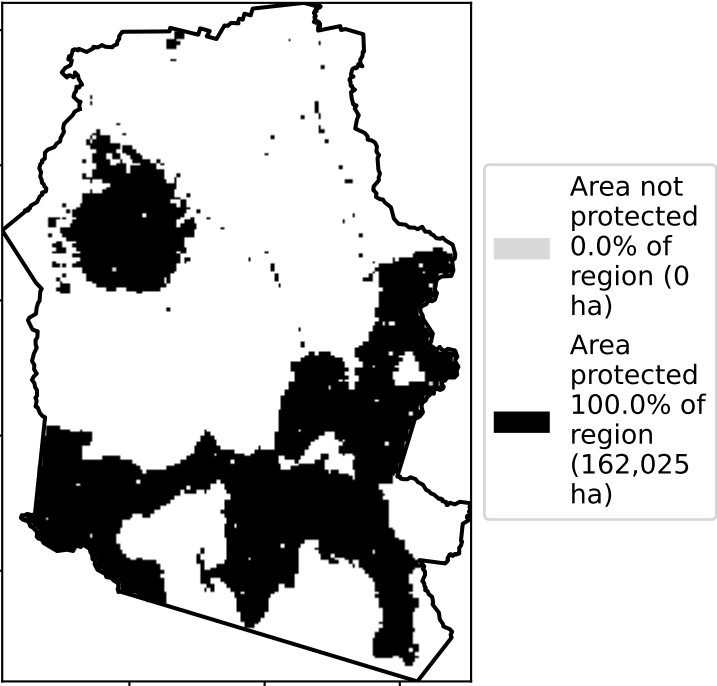 Area not
protected
0.0% of
region (0
ha)
Area
protected
100.0% of
region
(162,025
ha)